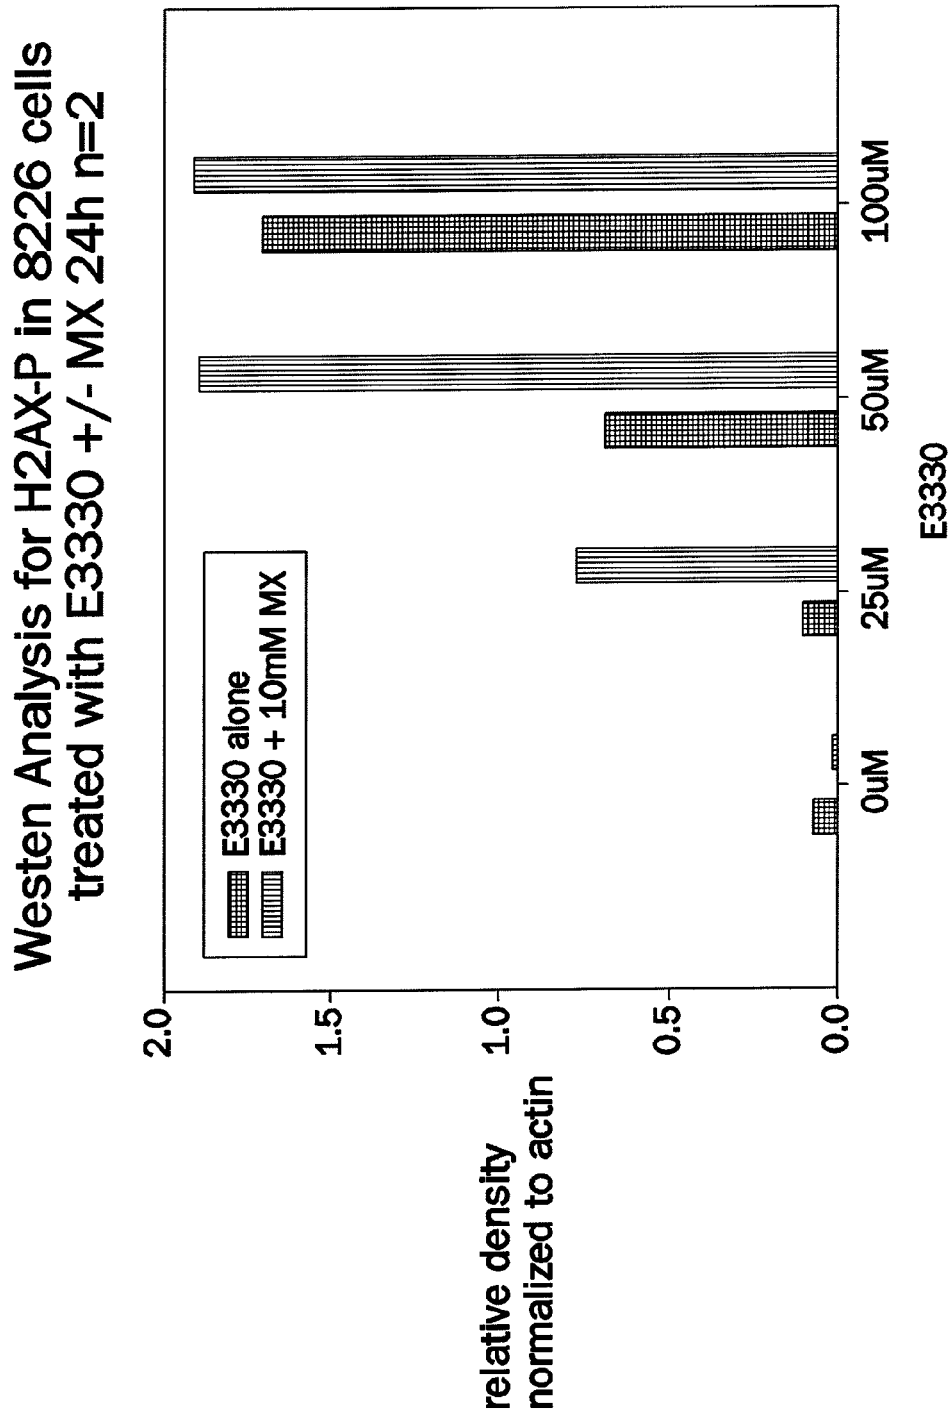 Westen Analysis for H2AX-P in 8226 cells
treated with E3330 +/- MX 24h n=2
E3330 alone
E3330 + 10mM MX
2.0
1.5
1.0
0.5
0.0
relative density
normalized to actin
0uM
25uM
50uM
100uM
E3330